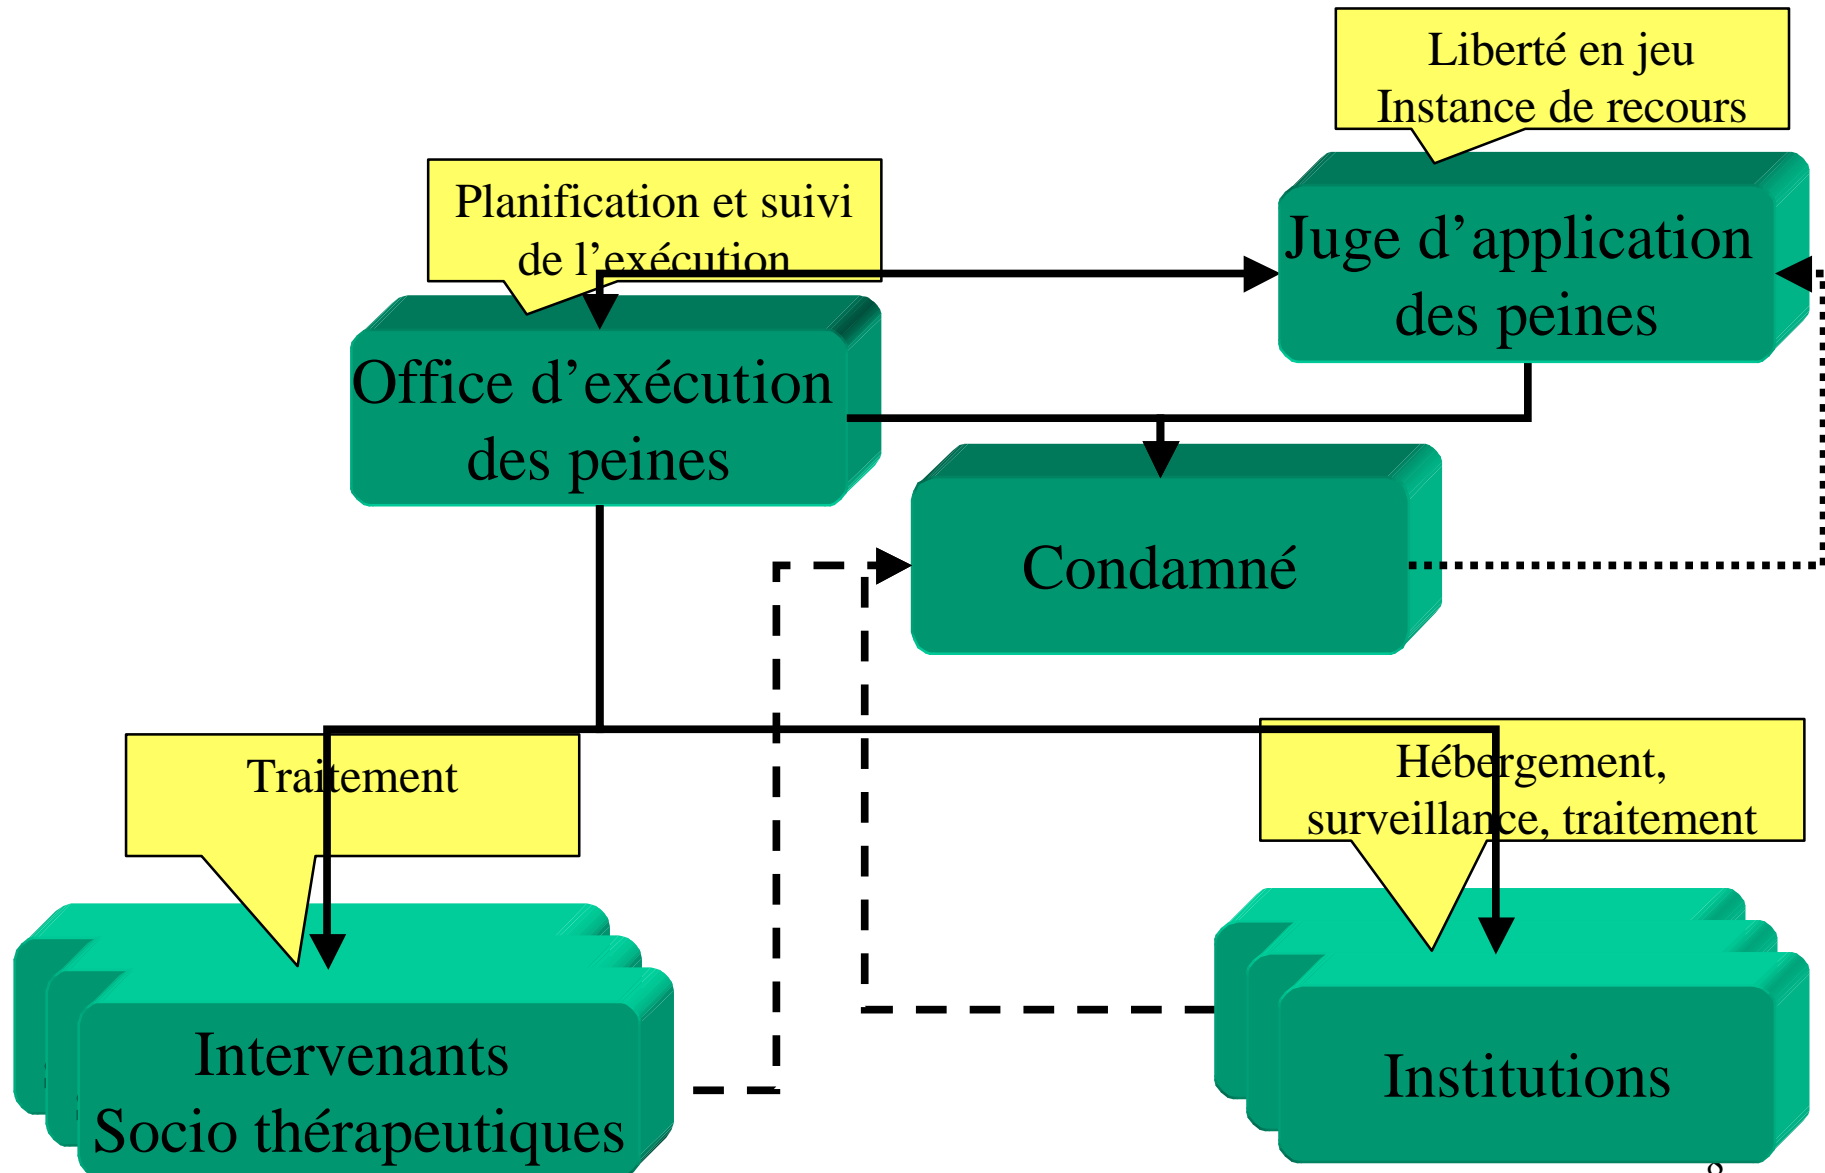 Liberté en jeu
Instance de recours
Planification et suivi
de l’exécution
Juge d’application
des peines
Office d’exécution
des peines
Condamné
Traitement
Hébergement,
surveillance, traitement
Intervenants
Socio thérapeutiques
Institutions